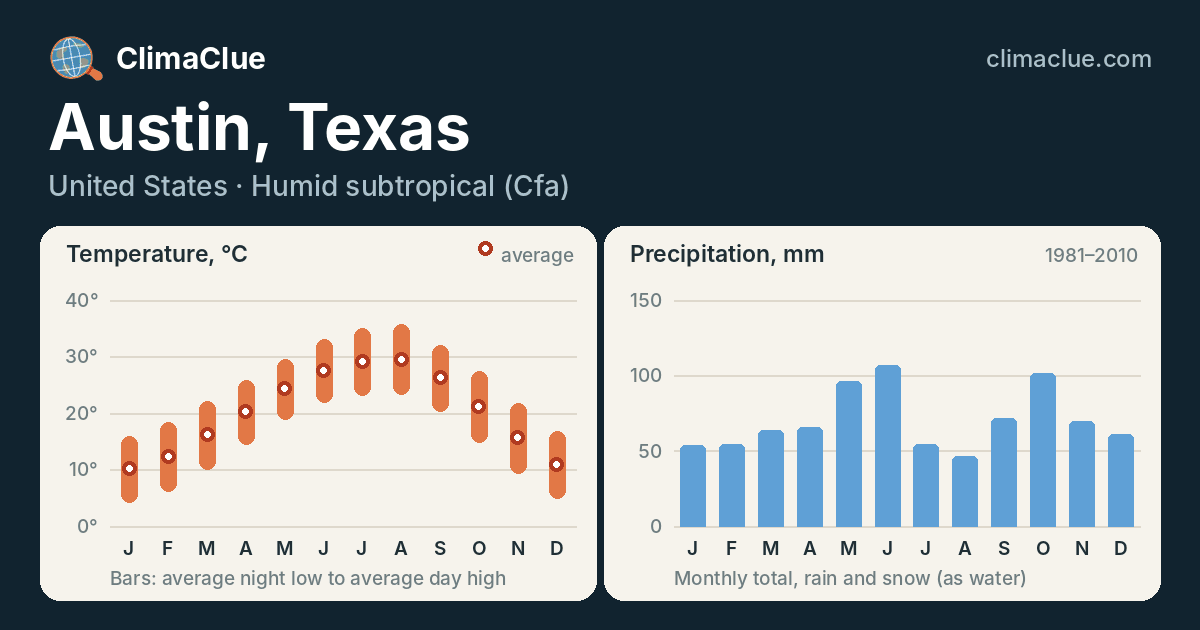 ClimaClue
climaclue.com
Austin, Texas
United States · Humid subtropical (Cfa)
Temperature, °C
average
40°
30°
20°
10°
0°
J F M A M J J A S O N D
Bars: average night low to average day high
Precipitation, mm
1981–2010
150
100
50
0
J F M A M J J A S O N D
Monthly total, rain and snow (as water)